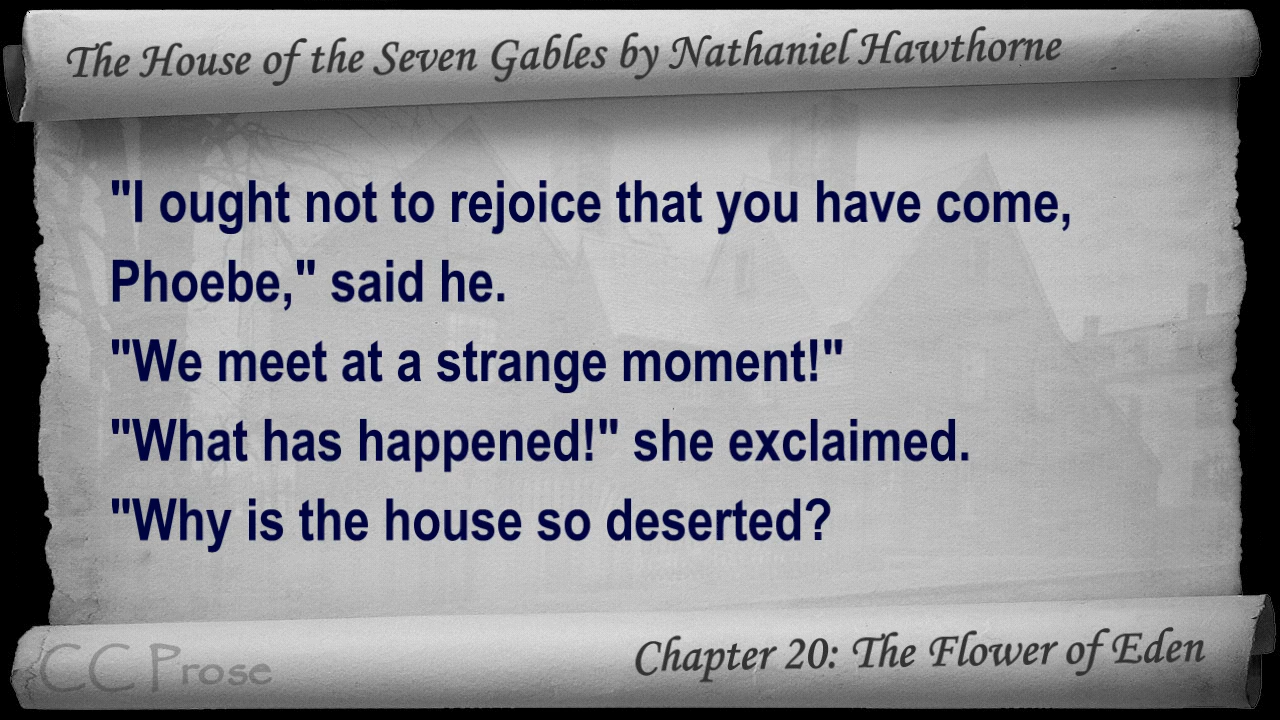 The House of the Seven Gables by Nathaniel Hawthorne
"I ought not to rejoice that you have come,
Phoebe," said he.
"We meet at a strange moment!"
"What has happened!" she exclaimed.
"Why is the house so deserted?
CC Prose
Chapter 20: The Flower of Eden